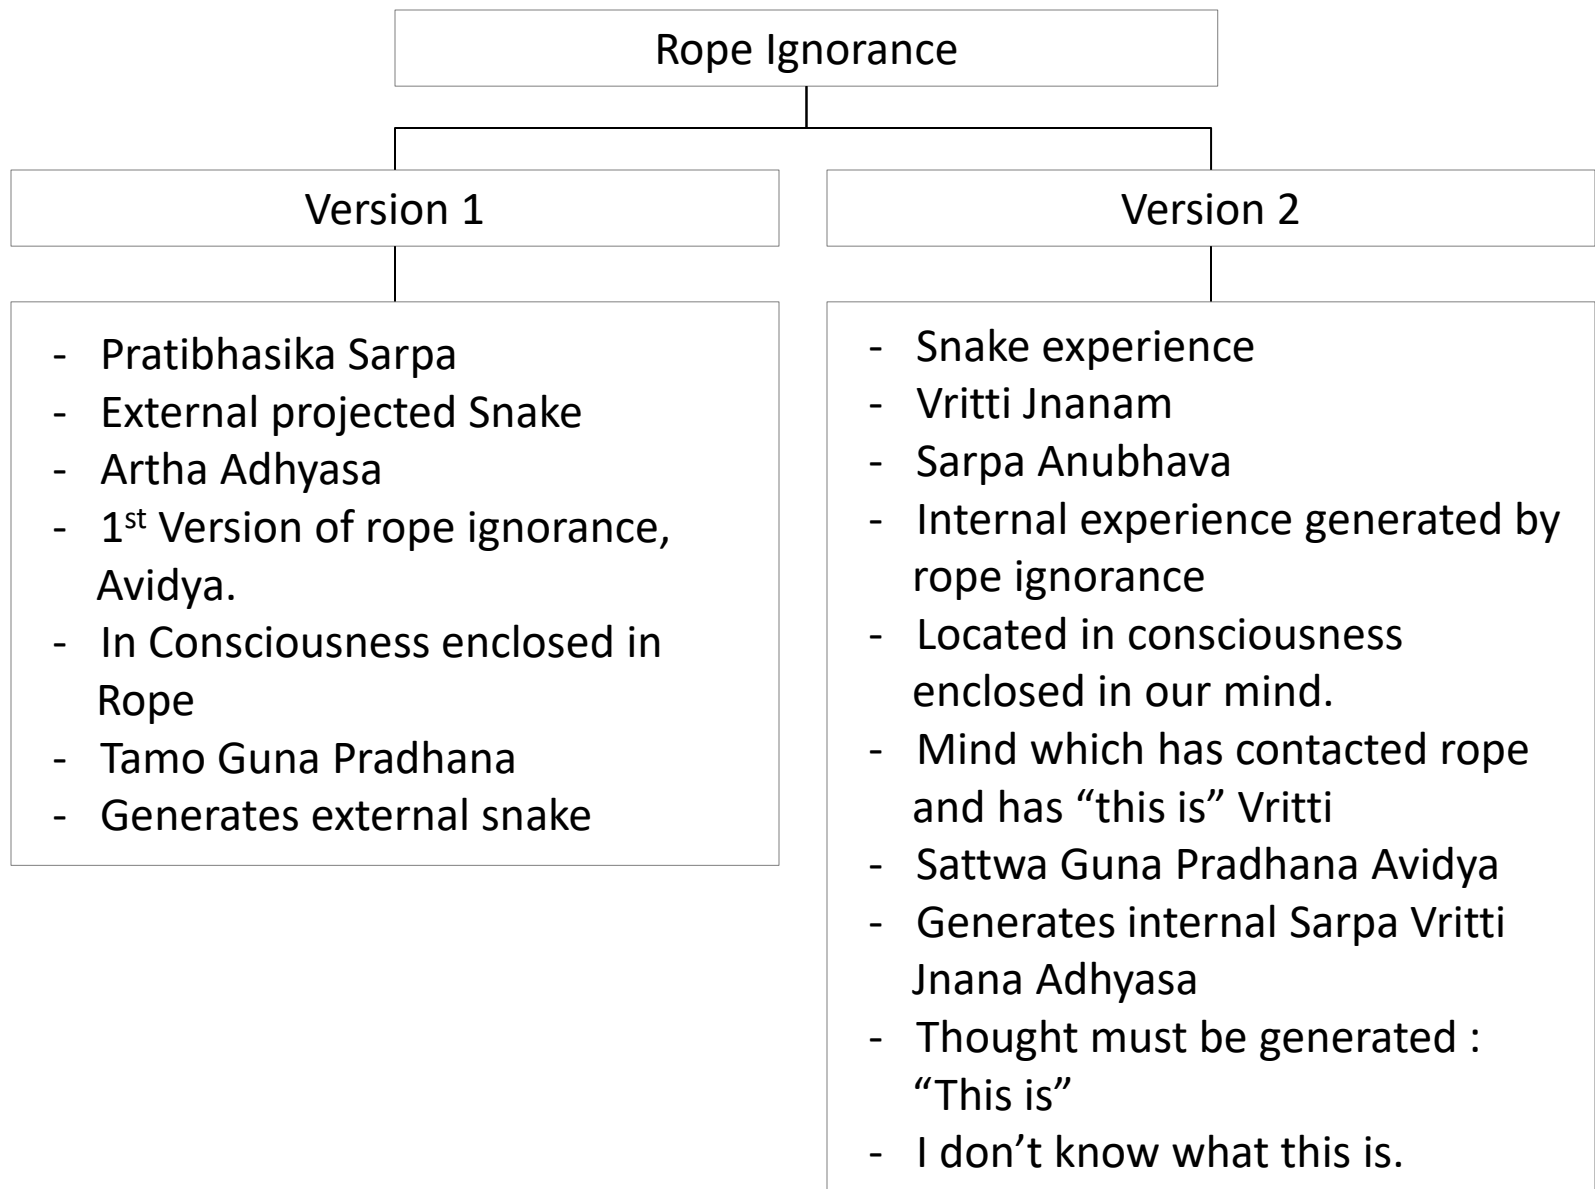 Rope Ignorance
Version 1
- Pratibhasika Sarpa
- External projected Snake
- Artha Adhyasa
- 1st Version of rope ignorance,
Avidya.
- In Consciousness enclosed in
Rope
- Tamo Guna Pradhana
- Generates external snake
Version 2
- Snake experience
- Vritti Jnanam
- Sarpa Anubhava
- Internal experience generated by
rope ignorance
- Located in consciousness
enclosed in our mind.
- Mind which has contacted rope
and has “this is” Vritti
- Sattwa Guna Pradhana Avidya
- Generates internal Sarpa Vritti
Jnana Adhyasa
- Thought must be generated :
“This is”
- I don’t know what this is.